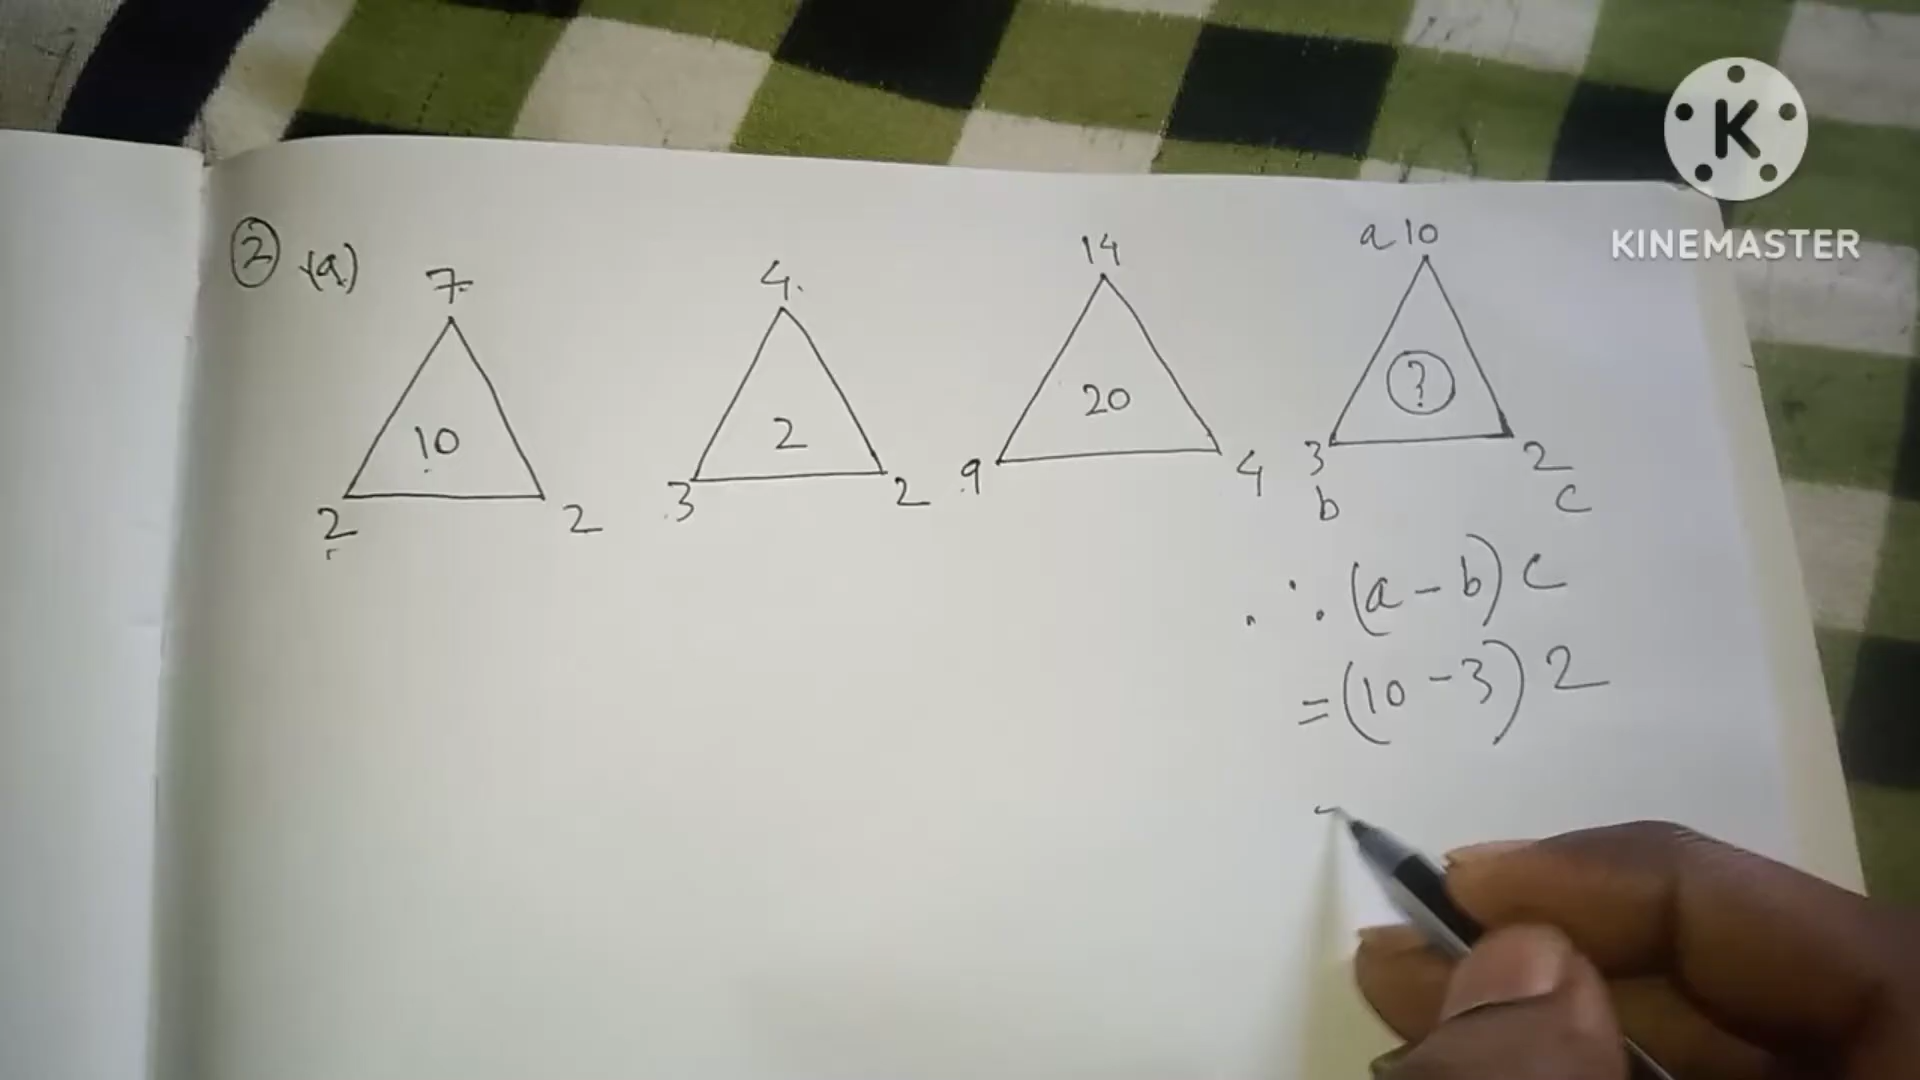 ② (a) 7 4 14 a 10
10 2 20 ?
2 2 3 2 9 4 3 2
b c
∴ (a - b) c
= (10 - 3) 2
K
KINEMASTER